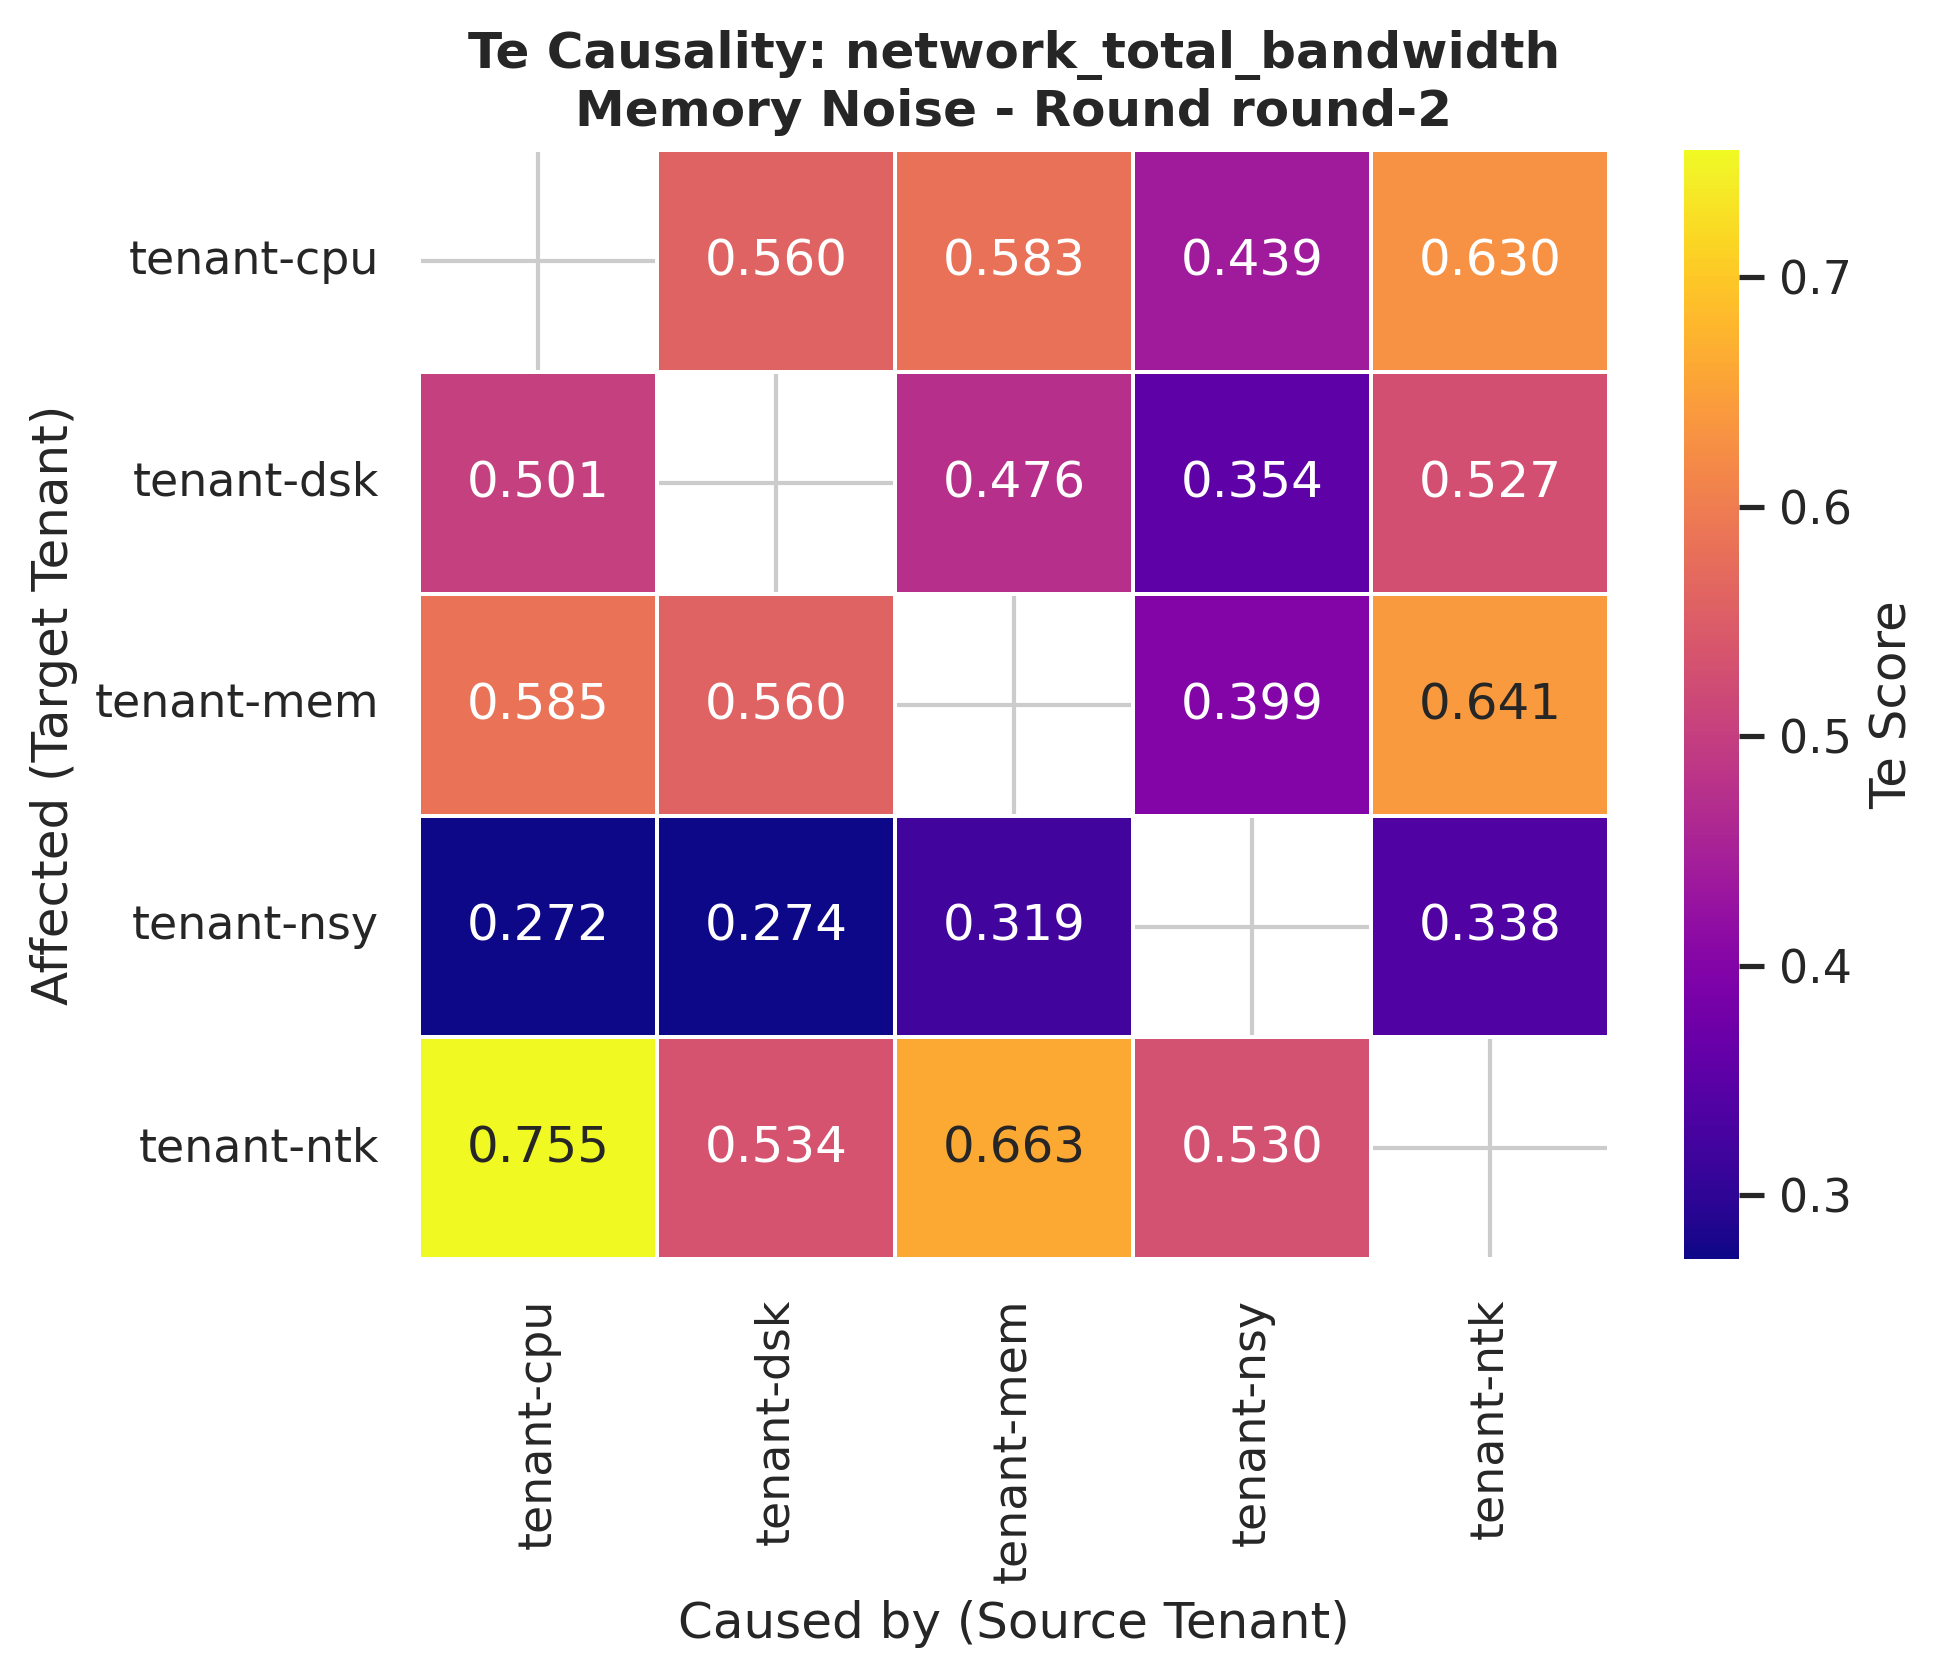 Te Causality: network_total_bandwidth
Memory Noise - Round round-2
Affected (Target Tenant)
tenant-cpu
0.560
0.583
0.439
0.630
tenant-dsk
0.501
0.476
0.354
0.527
tenant-mem
0.585
0.560
0.399
0.641
tenant-nsy
0.272
0.274
0.319
0.338
tenant-ntk
0.755
0.534
0.663
0.530
tenant-cpu
tenant-dsk
tenant-mem
tenant-nsy
tenant-ntk
Caused by (Source Tenant)
0.7
0.6
0.5
0.4
0.3
Te Score